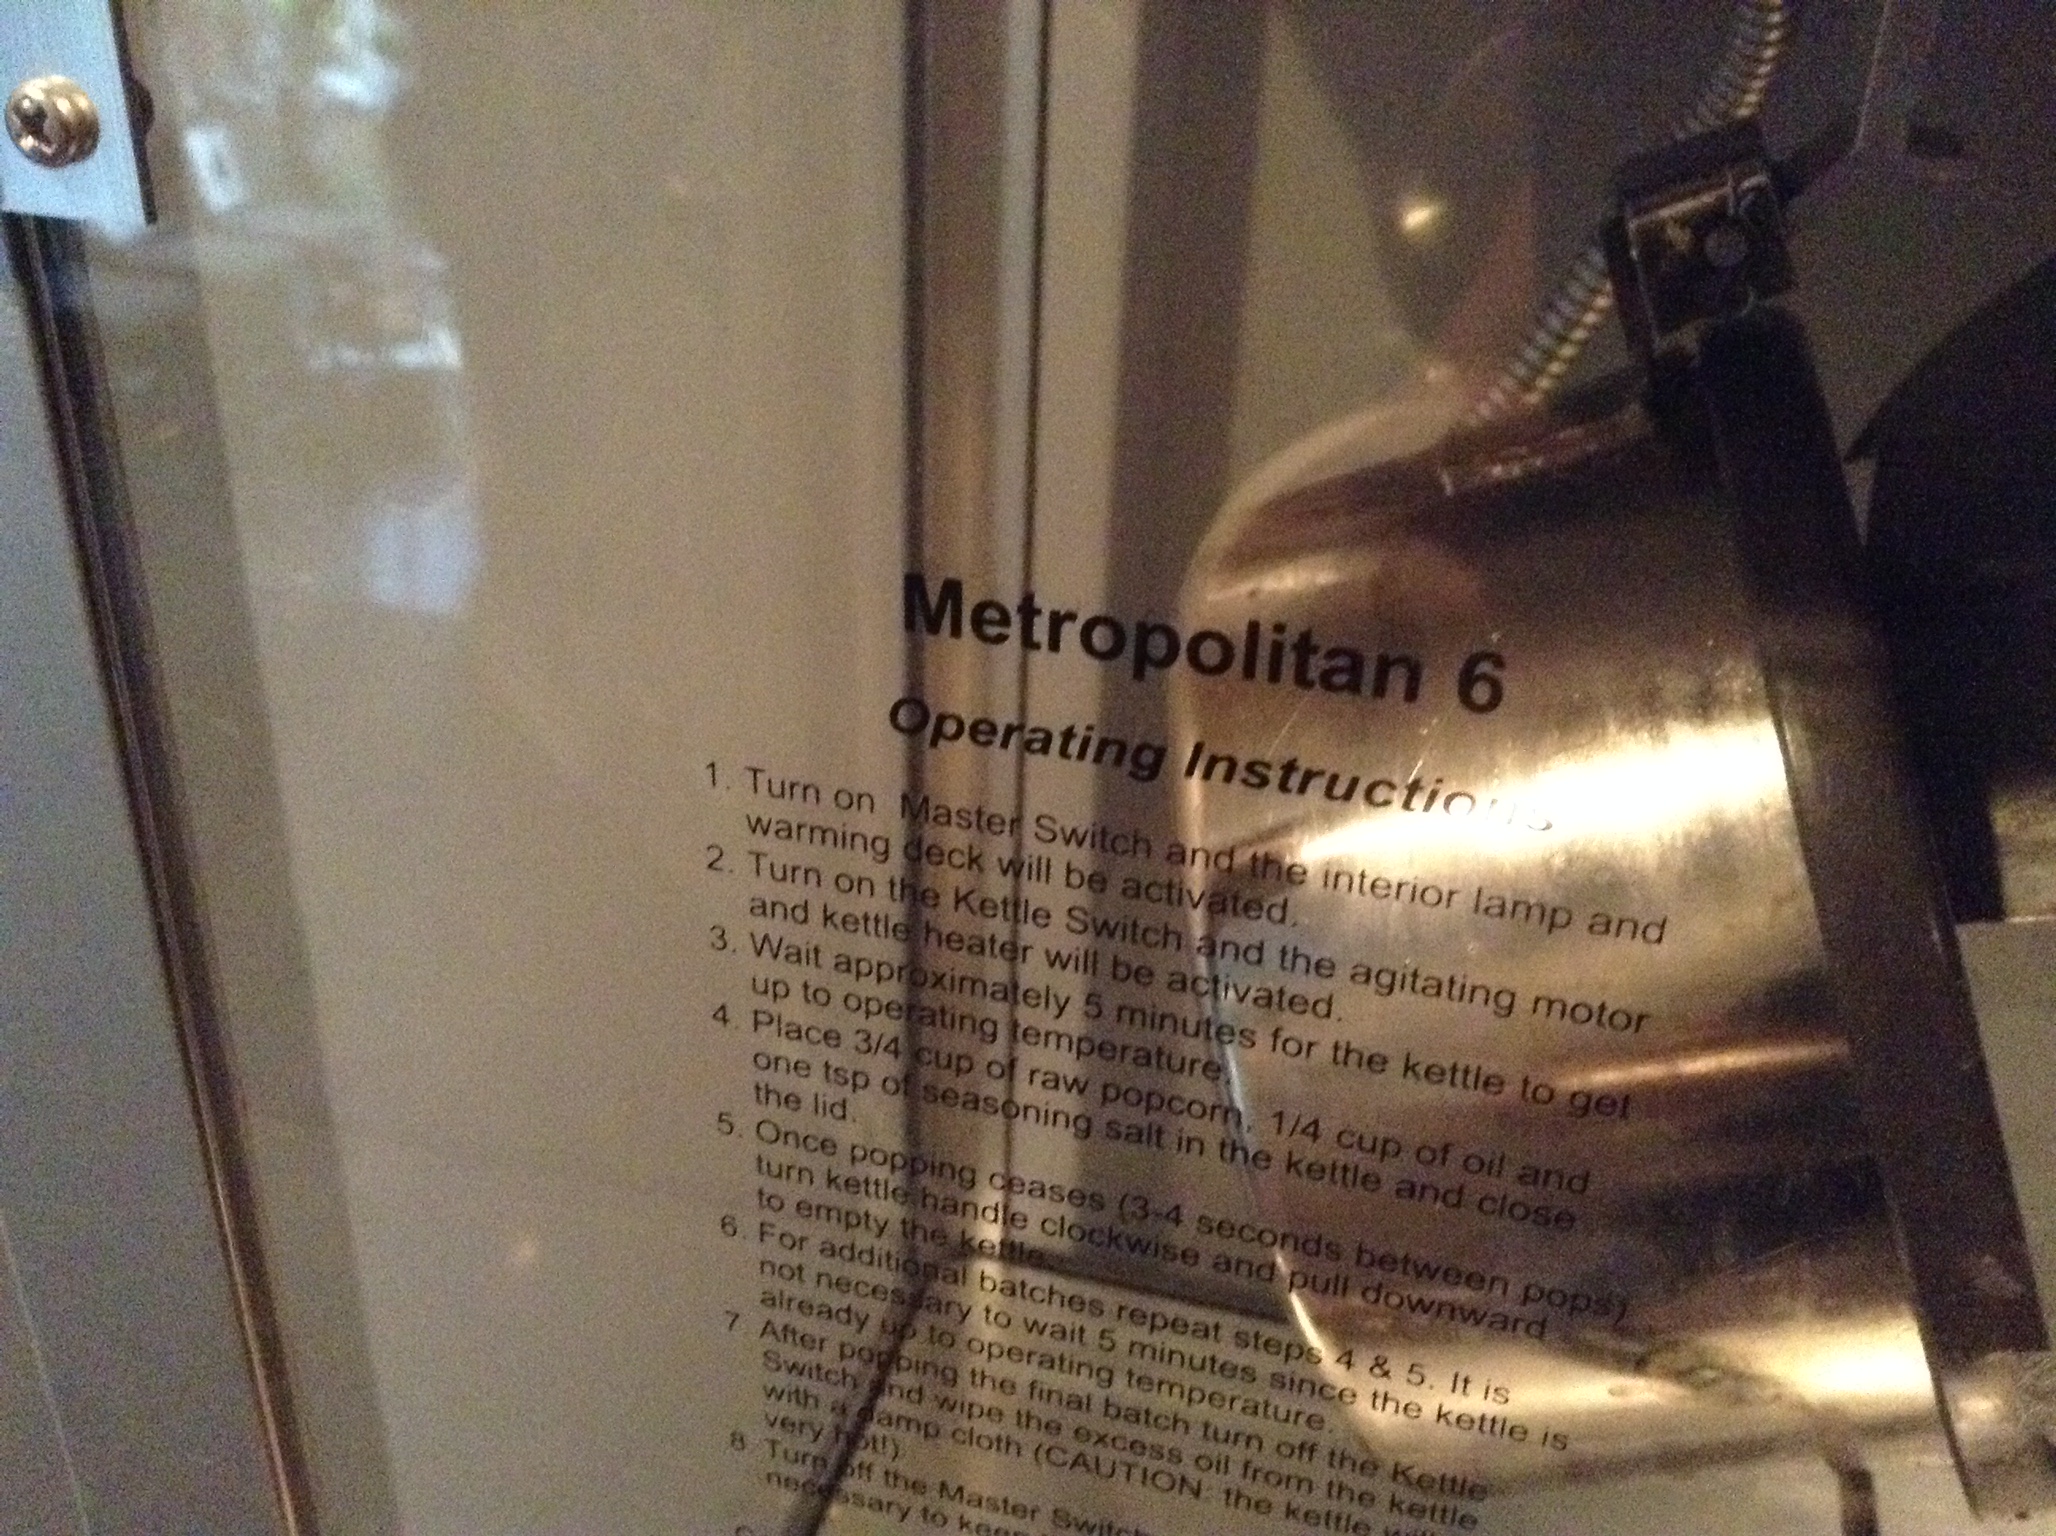 Metropolitan 6
Operating Instructions
1. Turn on Master Switch and the interior lamp and
warming deck will be activated.
2. Turn on the Kettle Switch and the agitating motor
and kettle heater will be activated.
3. Wait approximately 5 minutes for the kettle to get
up to operating temperature.
4. Place 3/4 cup of raw popcorn, 1/4 cup of oil and
one tsp of seasoning salt in the kettle and close
the lid.
5. Once popping ceases (3-4 seconds between pops)
turn kettle handle clockwise and pull downward
to empty the kettle.
6. For additional batches repeat steps 4 & 5. It is
not necessary to wait 5 minutes since the kettle is
already up to operating temperature.
7. After popping the final batch turn off the Kettle
Switch and wipe the excess oil from the kettle
with a damp cloth (CAUTION: the kettle
very hot!).
8. Turn off the Master Switch
necessary to keep